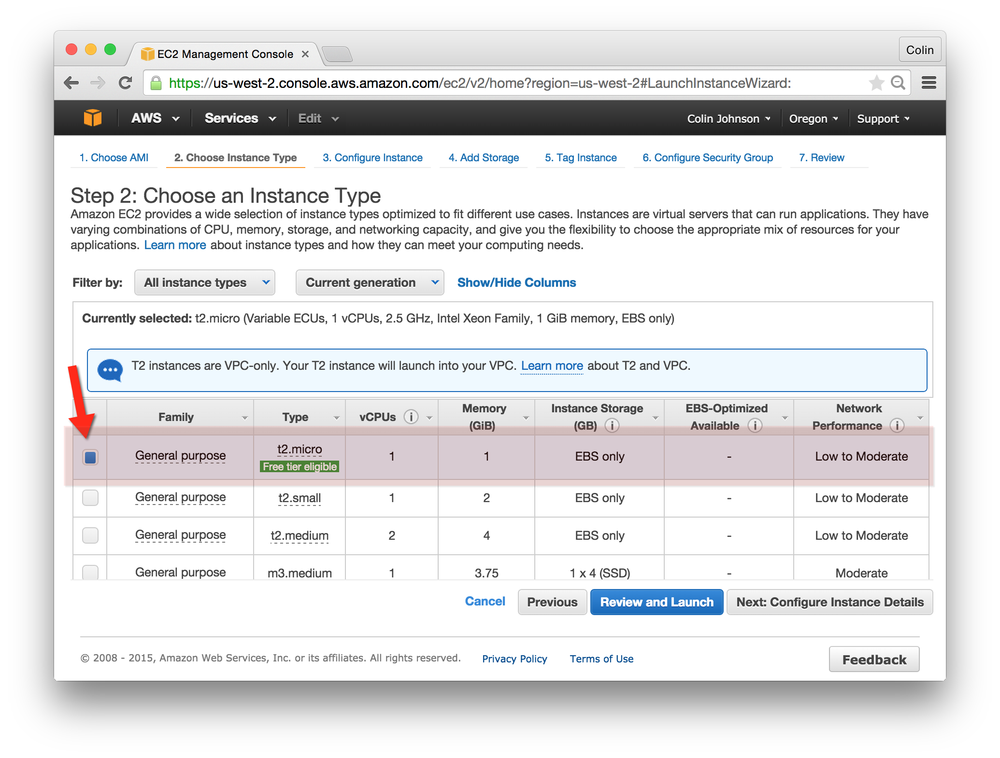 EC2 Management Console
Colin
https://us-west-2.console.aws.amazon.com/ec2/v2/home?region=us-west-2#LaunchInstanceWizard:
AWS Services Edit Colin Johnson Oregon Support
1. Choose AMI 2. Choose Instance Type 3. Configure Instance 4. Add Storage 5. Tag Instance 6. Configure Security Group 7. Review
Step 2: Choose an Instance Type
Amazon EC2 provides a wide selection of instance types optimized to fit different use cases. Instances are virtual servers that can run applications. They have
varying combinations of CPU, memory, storage, and networking capacity, and give you the flexibility to choose the appropriate mix of resources for your
applications. Learn more about instance types and how they can meet your computing needs.
Filter by: All instance types Current generation Show/Hide Columns
Currently selected: t2.micro (Variable ECUs, 1 vCPUs, 2.5 GHz, Intel Xeon Family, 1 GiB memory, EBS only)
T2 instances are VPC-only. Your T2 instance will launch into your VPC. Learn more about T2 and VPC.
Family Type vCPUs i Memory (GiB) Instance Storage (GB) i EBS-Optimized Available i Network Performance i
General purpose t2.micro Free tier eligible 1 1 EBS only - Low to Moderate
General purpose t2.small 1 2 EBS only - Low to Moderate
General purpose t2.medium 2 4 EBS only - Low to Moderate
General purpose m3.medium 1 3.75 1 x 4 (SSD) - Moderate
Cancel Previous Review and Launch Next: Configure Instance Details
© 2008 - 2015, Amazon Web Services, Inc. or its affiliates. All rights reserved. Privacy Policy Terms of Use Feedback